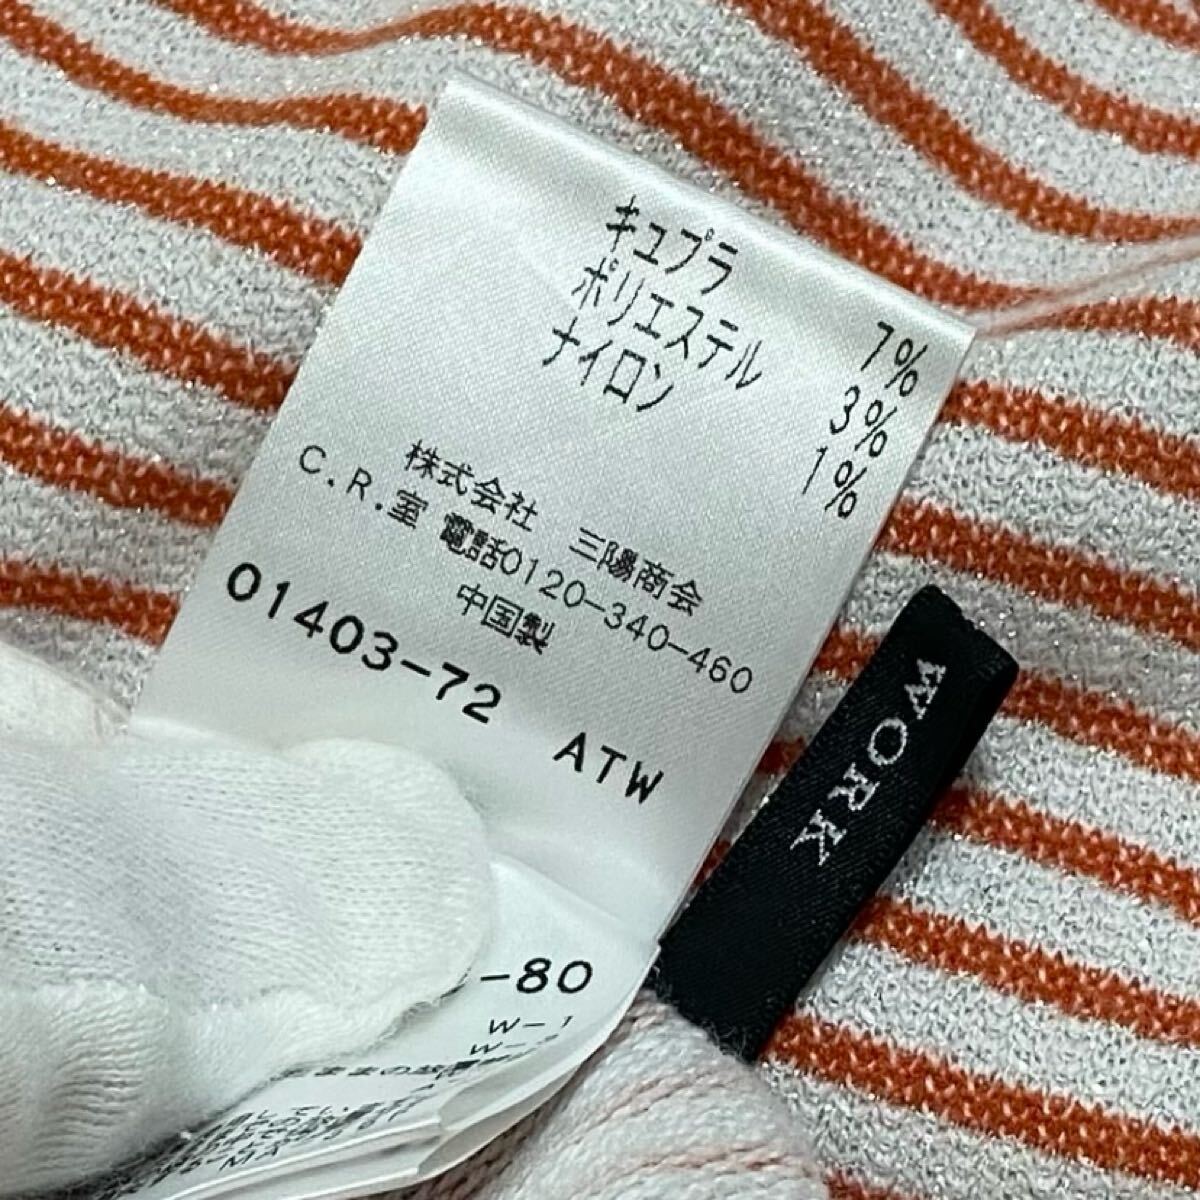 キュプラ 7%
ポリエステル 3%
ナイロン 1%
株式会社 三陽商会
C.R.室 電話0120-340-460
中国製
01403-72 ATW
WORK
-80
W-1